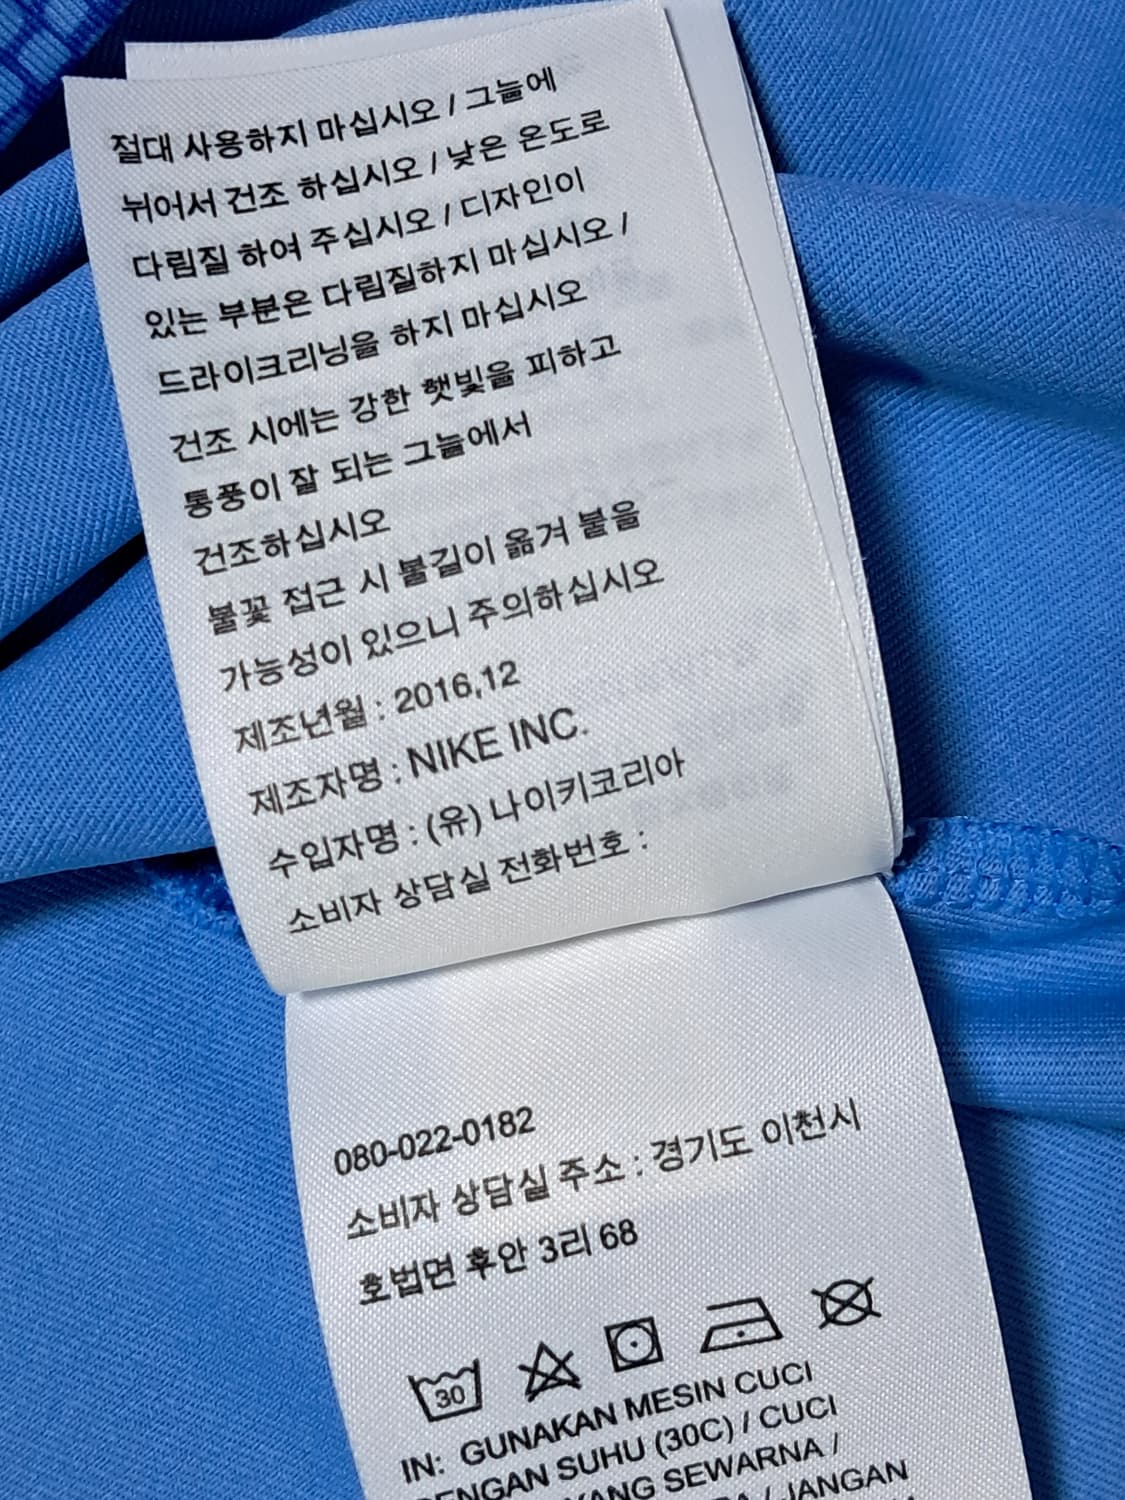 절대 사용하지 마십시오 / 그늘에
뉘어서 건조 하십시오 / 낮은 온도로
다림질 하여 주십시오 / 디자인이
있는 부분은 다림질하지 마십시오 /
드라이크리닝을 하지 마십시오
건조 시에는 강한 햇빛을 피하고
통풍이 잘 되는 그늘에서
건조하십시오
불꽃 접근 시 불길이 옮겨 붙을
가능성이 있으니 주의하십시오
제조년월 : 2016,12
제조자명 : NIKE INC.
수입자명 : (유) 나이키코리아
소비자 상담실 전화번호 :
080-022-0182
소비자 상담실 주소 : 경기도 이천시
호법면 후안 3리 68
30
IN: GUNAKAN MESIN CUCI
DENGAN SUHU (30C) / CUCI
YANG SEWARNA /
/ JANGAN